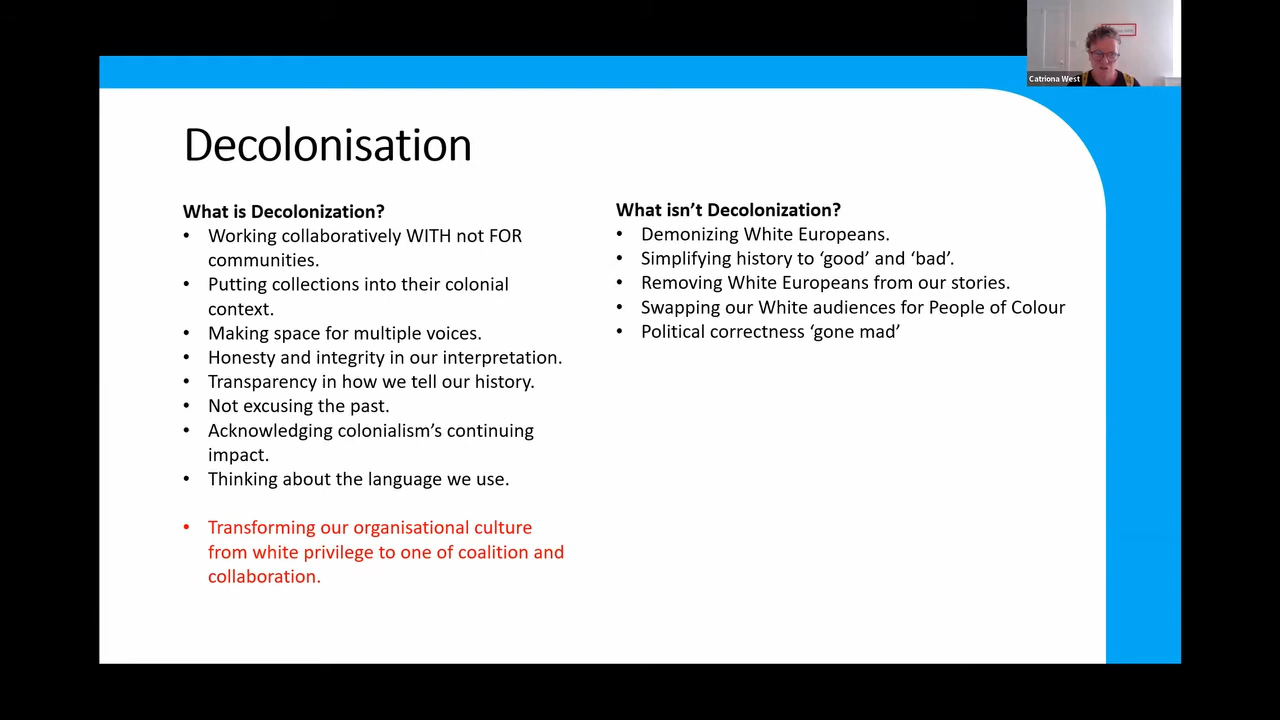 Catriona West
Decolonisation
What is Decolonization?
• Working collaboratively WITH not FOR
communities.
• Putting collections into their colonial
context.
• Making space for multiple voices.
• Honesty and integrity in our interpretation.
• Transparency in how we tell our history.
• Not excusing the past.
• Acknowledging colonialism’s continuing
impact.
• Thinking about the language we use.
• Transforming our organisational culture
from white privilege to one of coalition and
collaboration.
What isn’t Decolonization?
• Demonizing White Europeans.
• Simplifying history to ‘good’ and ‘bad’.
• Removing White Europeans from our stories.
• Swapping our White audiences for People of Colour
• Political correctness ‘gone mad’